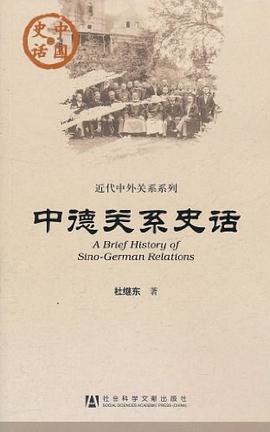 中国
史话
近代中外关系系列
中德关系史话
A Brief History of
Sino-German Relations
杜继东 著
社会科学文献出版社
SOCIAL SCIENCES ACADEMIC PRESS (CHINA)